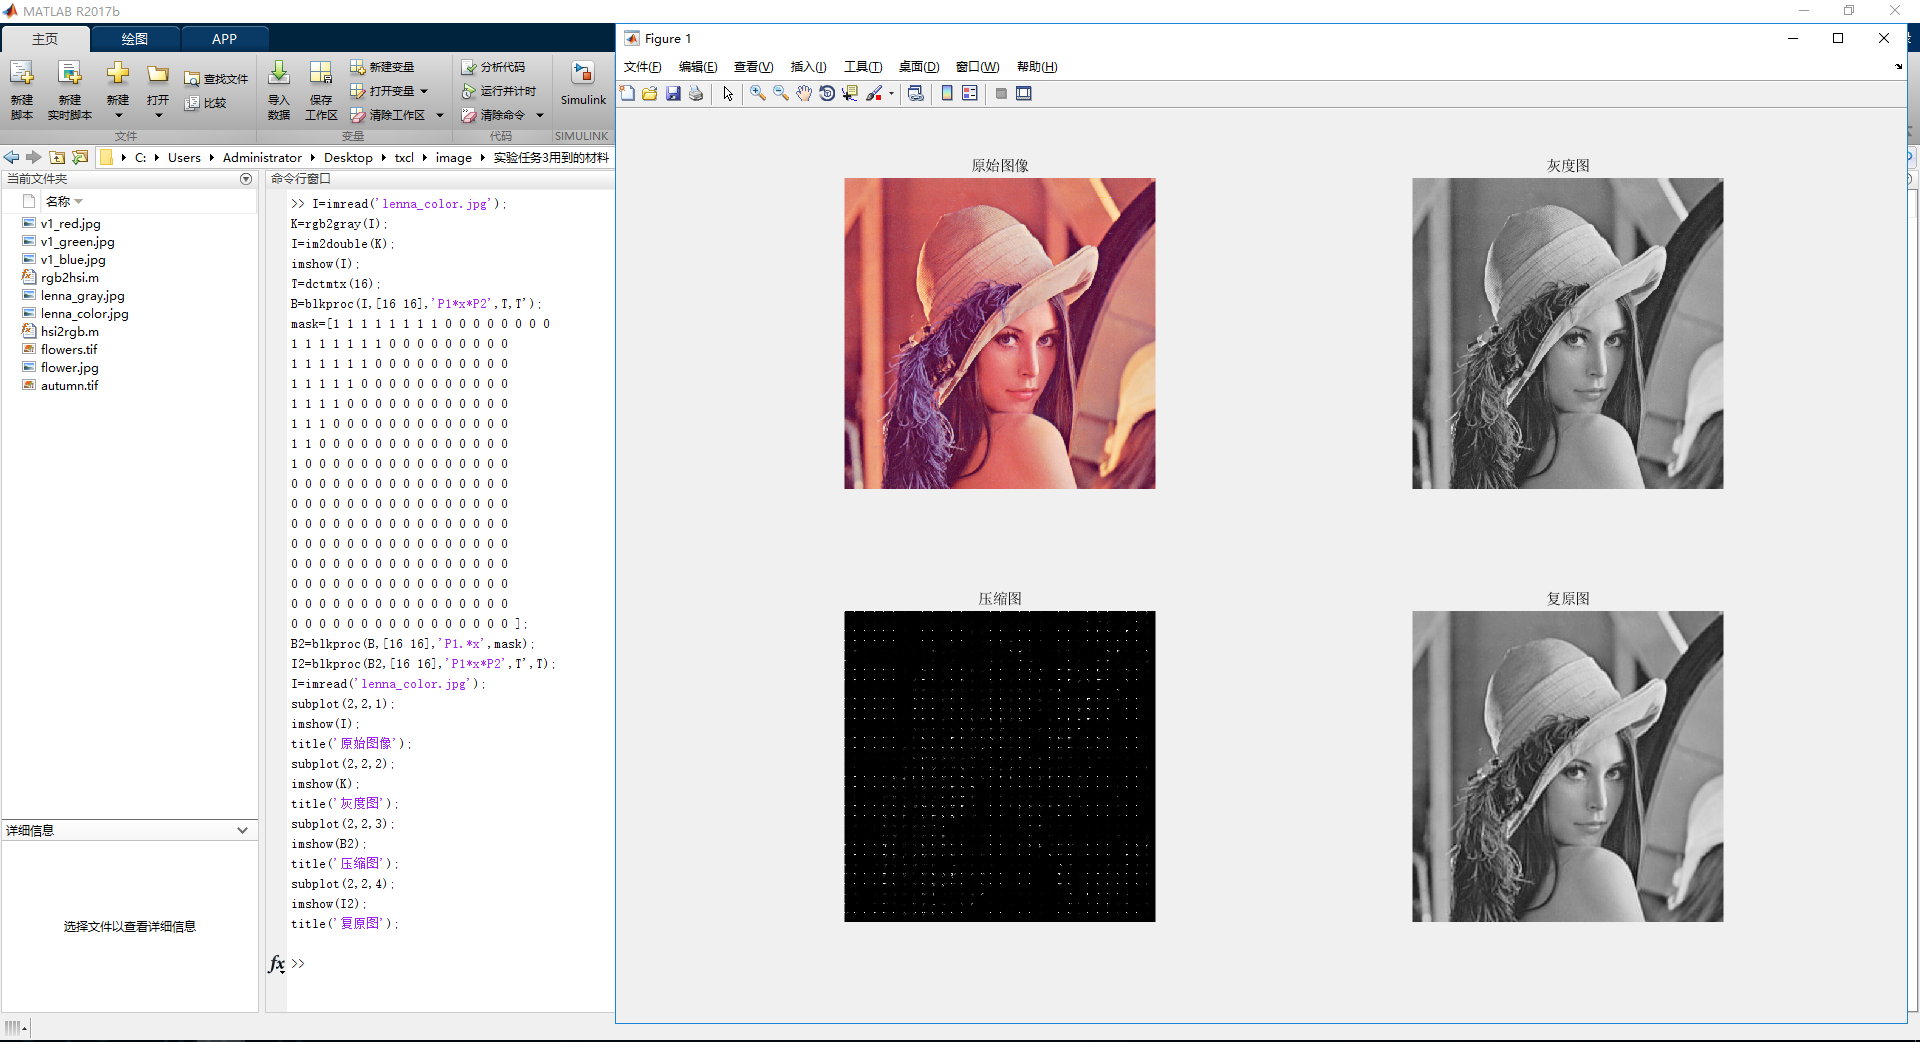 MATLAB R2017b
主页
绘图
APP
新建
脚本
新建
实时脚本
新建
打开
查找文件
比较
文件
导入
数据
保存
工作区
新建变量
打开变量
清除工作区
变量
分析代码
运行并计时
清除命令
代码
Simulink
SIMULINK
C: Users Administrator Desktop txcl image 实验任务3用到的材料
当前文件夹
名称
v1_red.jpg
v1_green.jpg
v1_blue.jpg
rgb2hsi.m
lenna_gray.jpg
lenna_color.jpg
hsi2rgb.m
flowers.tif
flower.jpg
autumn.tif
详细信息
选择文件以查看详细信息
命令行窗口
>> I=imread('lenna_color.jpg');
K=rgb2gray(I);
I=im2double(K);
imshow(I);
T=dctmtx(16);
B=blkproc(I,[16 16],'P1*x*P2',T,T');
mask=[1 1 1 1 1 1 1 1 0 0 0 0 0 0 0 0
1 1 1 1 1 1 1 0 0 0 0 0 0 0 0 0
1 1 1 1 1 1 0 0 0 0 0 0 0 0 0 0
1 1 1 1 1 0 0 0 0 0 0 0 0 0 0 0
1 1 1 1 0 0 0 0 0 0 0 0 0 0 0 0
1 1 1 0 0 0 0 0 0 0 0 0 0 0 0 0
1 1 0 0 0 0 0 0 0 0 0 0 0 0 0 0
1 0 0 0 0 0 0 0 0 0 0 0 0 0 0 0
0 0 0 0 0 0 0 0 0 0 0 0 0 0 0 0
0 0 0 0 0 0 0 0 0 0 0 0 0 0 0 0
0 0 0 0 0 0 0 0 0 0 0 0 0 0 0 0
0 0 0 0 0 0 0 0 0 0 0 0 0 0 0 0
0 0 0 0 0 0 0 0 0 0 0 0 0 0 0 0
0 0 0 0 0 0 0 0 0 0 0 0 0 0 0 0
0 0 0 0 0 0 0 0 0 0 0 0 0 0 0 0
0 0 0 0 0 0 0 0 0 0 0 0 0 0 0 0 ];
B2=blkproc(B,[16 16],'P1.*x',mask);
I2=blkproc(B2,[16 16],'P1*x*P2',T',T);
I=imread('lenna_color.jpg');
subplot(2,2,1);
imshow(I);
title('原始图像');
subplot(2,2,2);
imshow(K);
title('灰度图');
subplot(2,2,3);
imshow(B2);
title('压缩图');
subplot(2,2,4);
imshow(I2);
title('复原图');
fx >>
Figure 1
文件(F) 编辑(E) 查看(V) 插入(I) 工具(T) 桌面(D) 窗口(W) 帮助(H)
原始图像
灰度图
压缩图
复原图